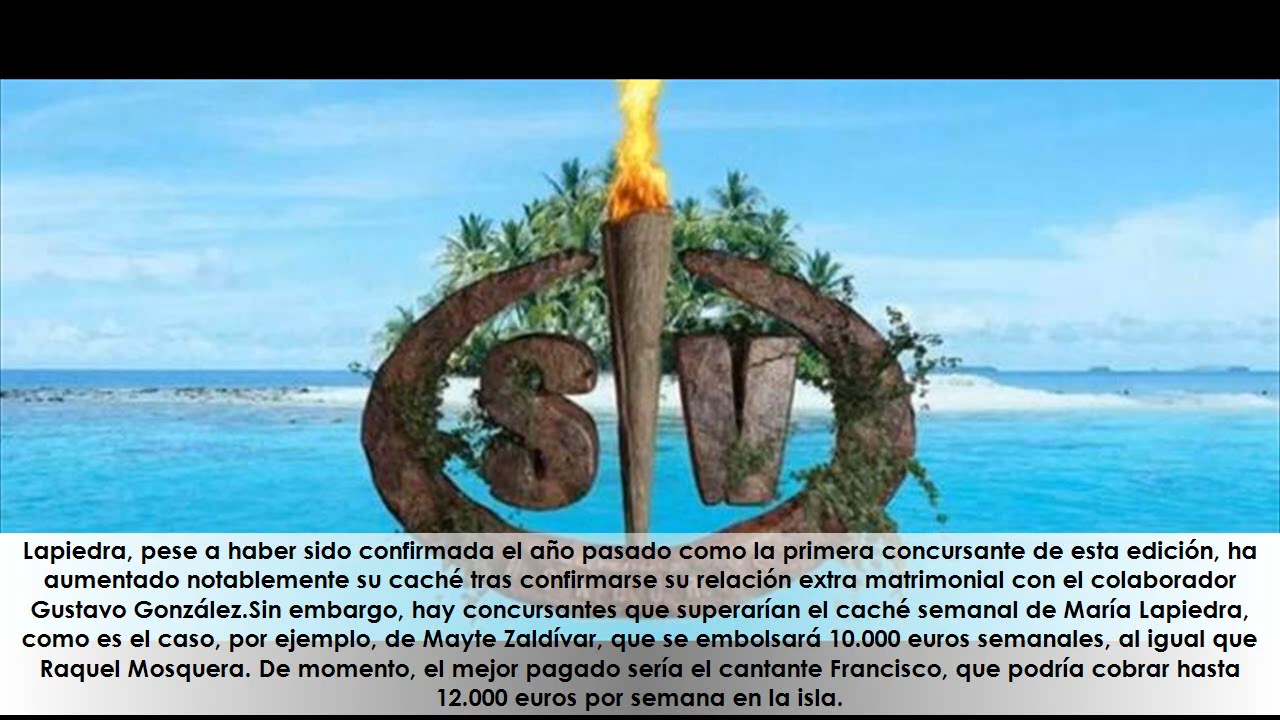 SV
Lapiedra, pese a haber sido confirmada el año pasado como la primera concursante de esta edición, ha
aumentado notablemente su caché tras confirmarse su relación extra matrimonial con el colaborador
Gustavo González.Sin embargo, hay concursantes que superarían el caché semanal de María Lapiedra,
como es el caso, por ejemplo, de Mayte Zaldívar, que se embolsará 10.000 euros semanales, al igual que
Raquel Mosquera. De momento, el mejor pagado sería el cantante Francisco, que podría cobrar hasta
12.000 euros por semana en la isla.